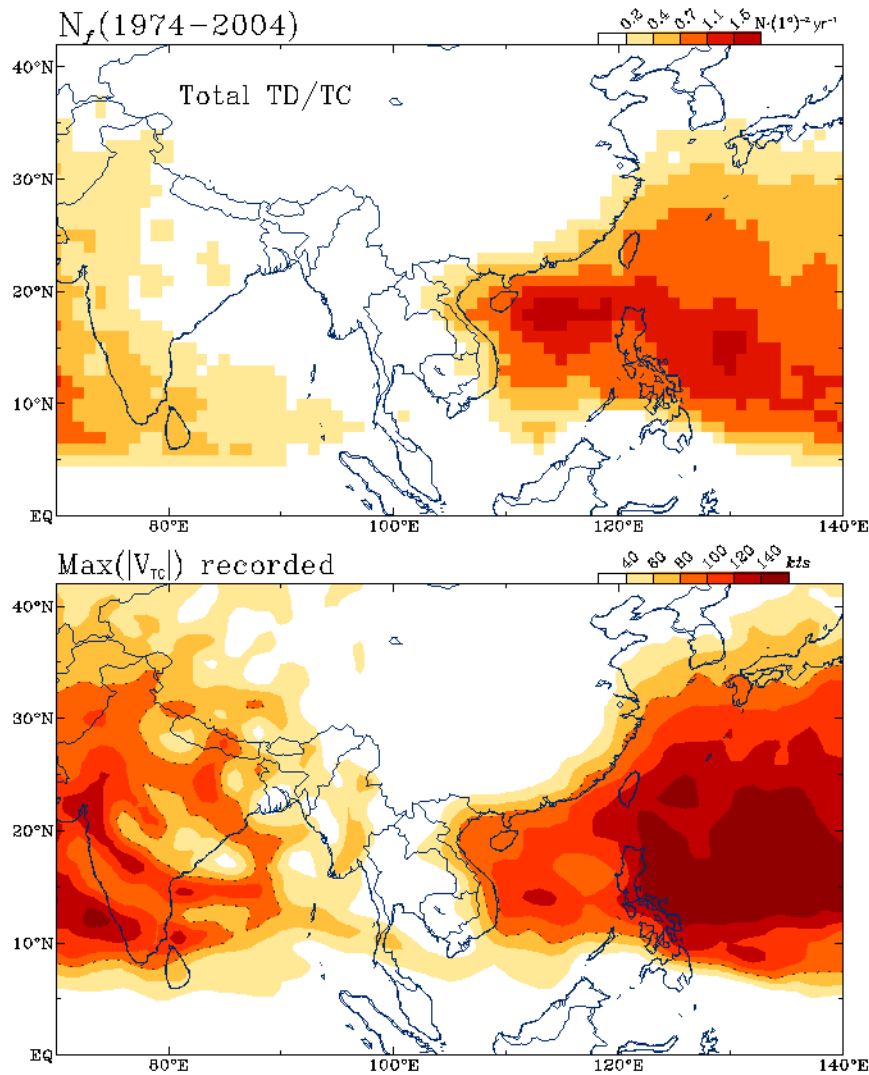 N_f(1974−2004)
0.2 0.4 0.7 1.1 1.5 N·(1°)⁻² yr⁻¹
Total TD/TC
40°N
30°N
20°N
10°N
EQ
80°E 100°E 120°E 140°E
Max(|V_TC|) recorded
40 60 80 100 120 140 kts
40°N
30°N
20°N
10°N
EQ
80°E 100°E 120°E 140°E